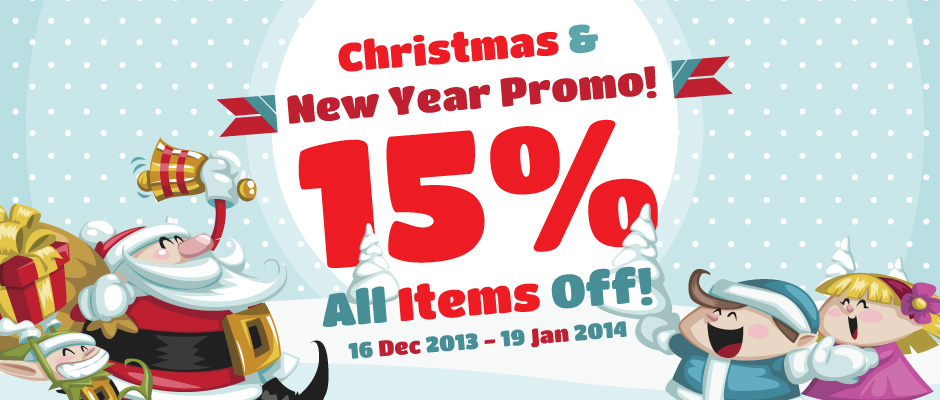 Christmas &
New Year Promo!
15%
All Items Off!
16 Dec 2013 - 19 Jan 2014